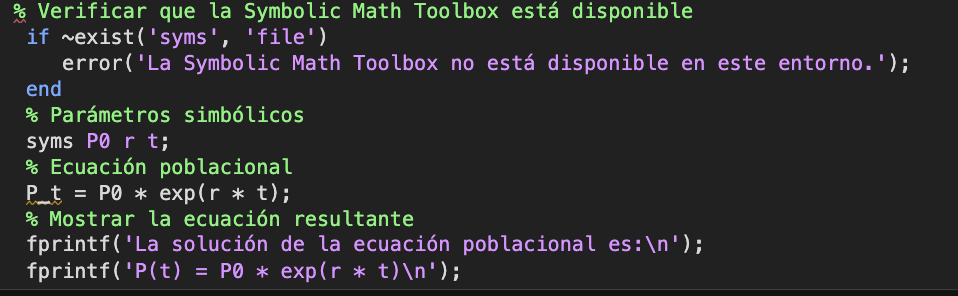 % Verificar que la Symbolic Math Toolbox está disponible
if ~exist('syms', 'file')
error('La Symbolic Math Toolbox no está disponible en este entorno.');
end
% Parámetros simbólicos
syms P0 r t;
% Ecuación poblacional
P_t = P0 * exp(r * t);
% Mostrar la ecuación resultante
fprintf('La solución de la ecuación poblacional es:\n');
fprintf('P(t) = P0 * exp(r * t)\n');